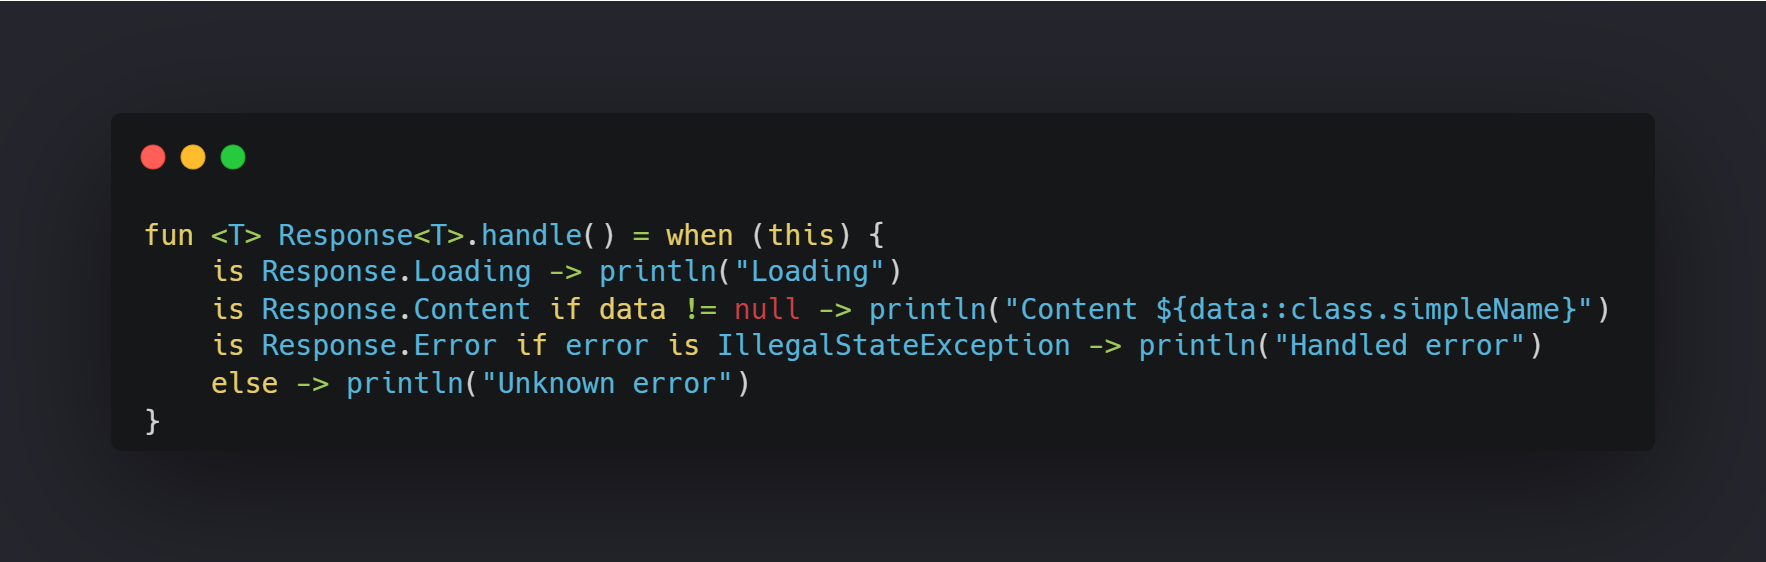 fun <T> Response<T>.handle() = when (this) {
    is Response.Loading -> println("Loading")
    is Response.Content if data != null -> println("Content ${data::class.simpleName}")
    is Response.Error if error is IllegalStateException -> println("Handled error")
    else -> println("Unknown error")
}